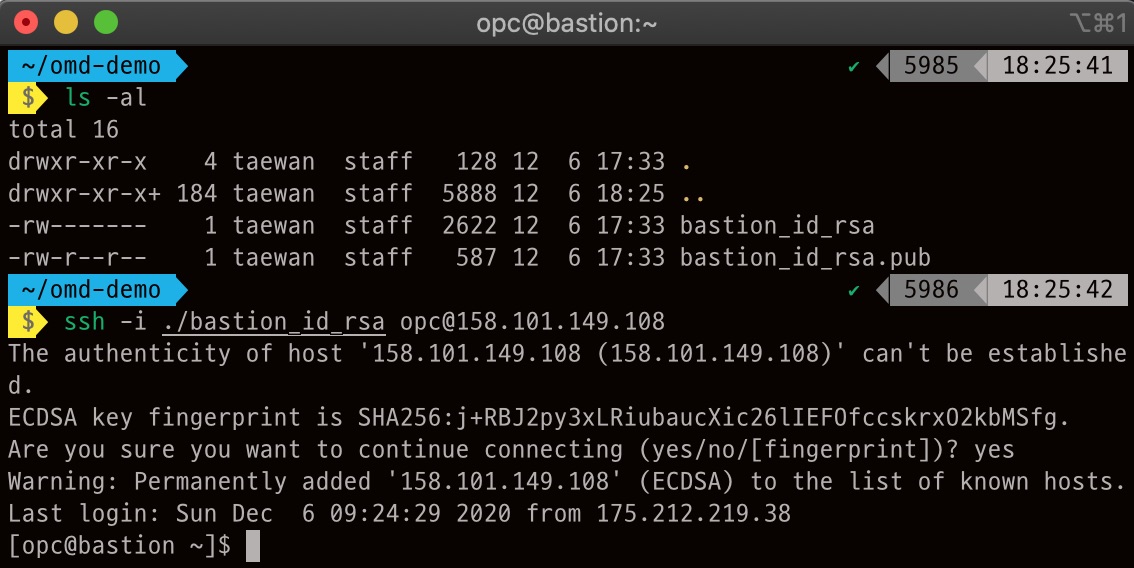 opc@bastion:~ ⌥⌘1
~/omd-demo ✔ 5985 18:25:41
$ ls -al
total 16
drwxr-xr-x    4 taewan  staff   128 12  6 17:33 .
drwxr-xr-x+ 184 taewan  staff  5888 12  6 18:25 ..
-rw-------    1 taewan  staff  2622 12  6 17:33 bastion_id_rsa
-rw-r--r--    1 taewan  staff   587 12  6 17:33 bastion_id_rsa.pub
~/omd-demo ✔ 5986 18:25:42
$ ssh -i ./bastion_id_rsa opc@158.101.149.108
The authenticity of host '158.101.149.108 (158.101.149.108)' can't be establishe
d.
ECDSA key fingerprint is SHA256:j+RBJ2py3xLRiubaucXic26lIEFOfccskrxO2kbMSfg.
Are you sure you want to continue connecting (yes/no/[fingerprint])? yes
Warning: Permanently added '158.101.149.108' (ECDSA) to the list of known hosts.
Last login: Sun Dec  6 09:24:29 2020 from 175.212.219.38
[opc@bastion ~]$